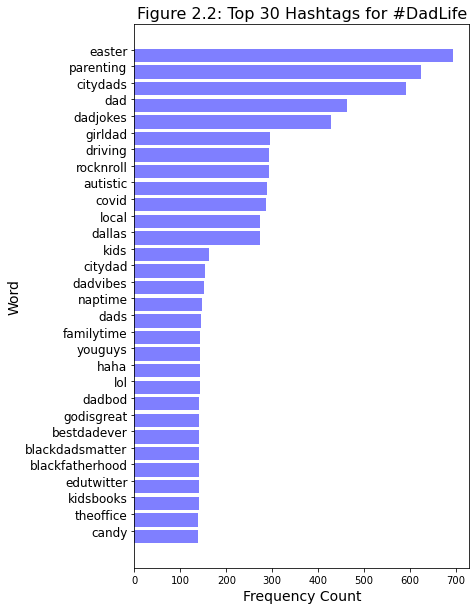 Figure 2.2: Top 30 Hashtags for #DadLife
Word
easter
parenting
citydads
dad
dadjokes
girldad
driving
rocknroll
autistic
covid
local
dallas
kids
citydad
dadvibes
naptime
dads
familytime
youguys
haha
lol
dadbod
godisgreat
bestdadever
blackdadsmatter
blackfatherhood
edutwitter
kidsbooks
theoffice
candy
0 100 200 300 400 500 600 700
Frequency Count